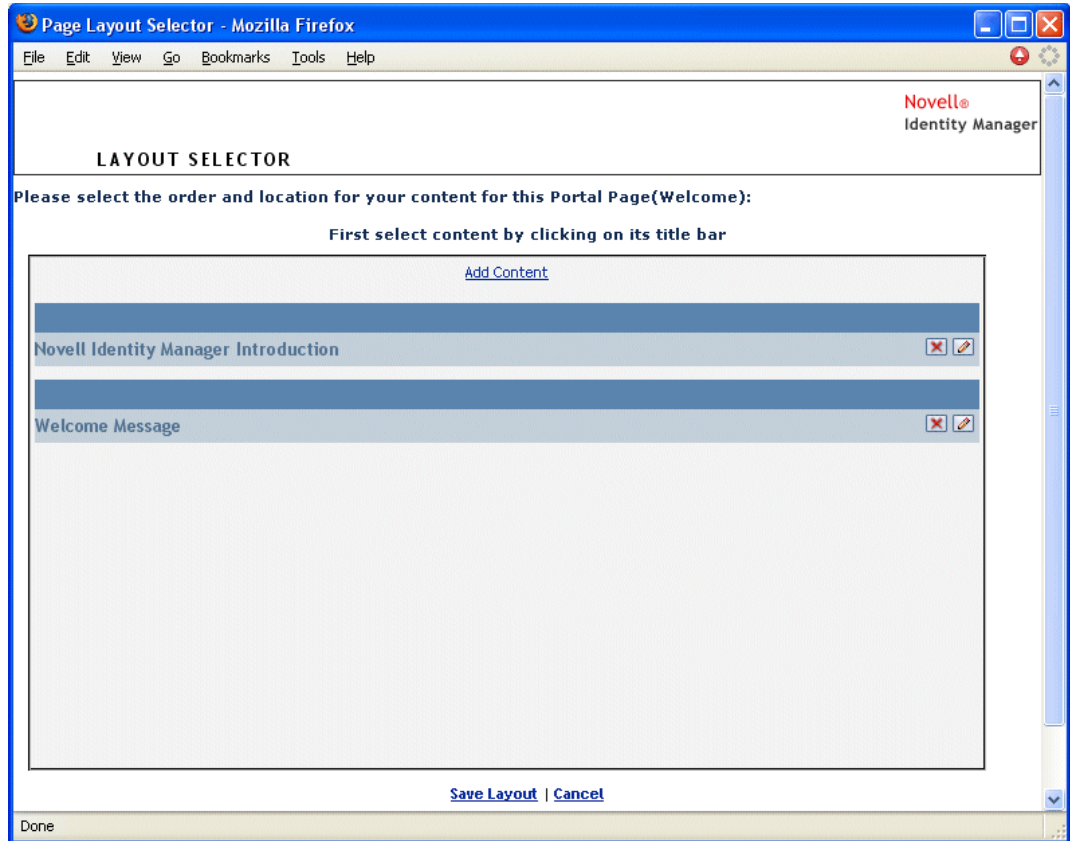 Page Layout Selector - Mozilla Firefox
File Edit View Go Bookmarks Tools Help
Novell®
Identity Manager
LAYOUT SELECTOR
Please select the order and location for your content for this Portal Page(Welcome):
First select content by clicking on its title bar
Add Content
Novell Identity Manager Introduction
Welcome Message
Save Layout | Cancel
Done